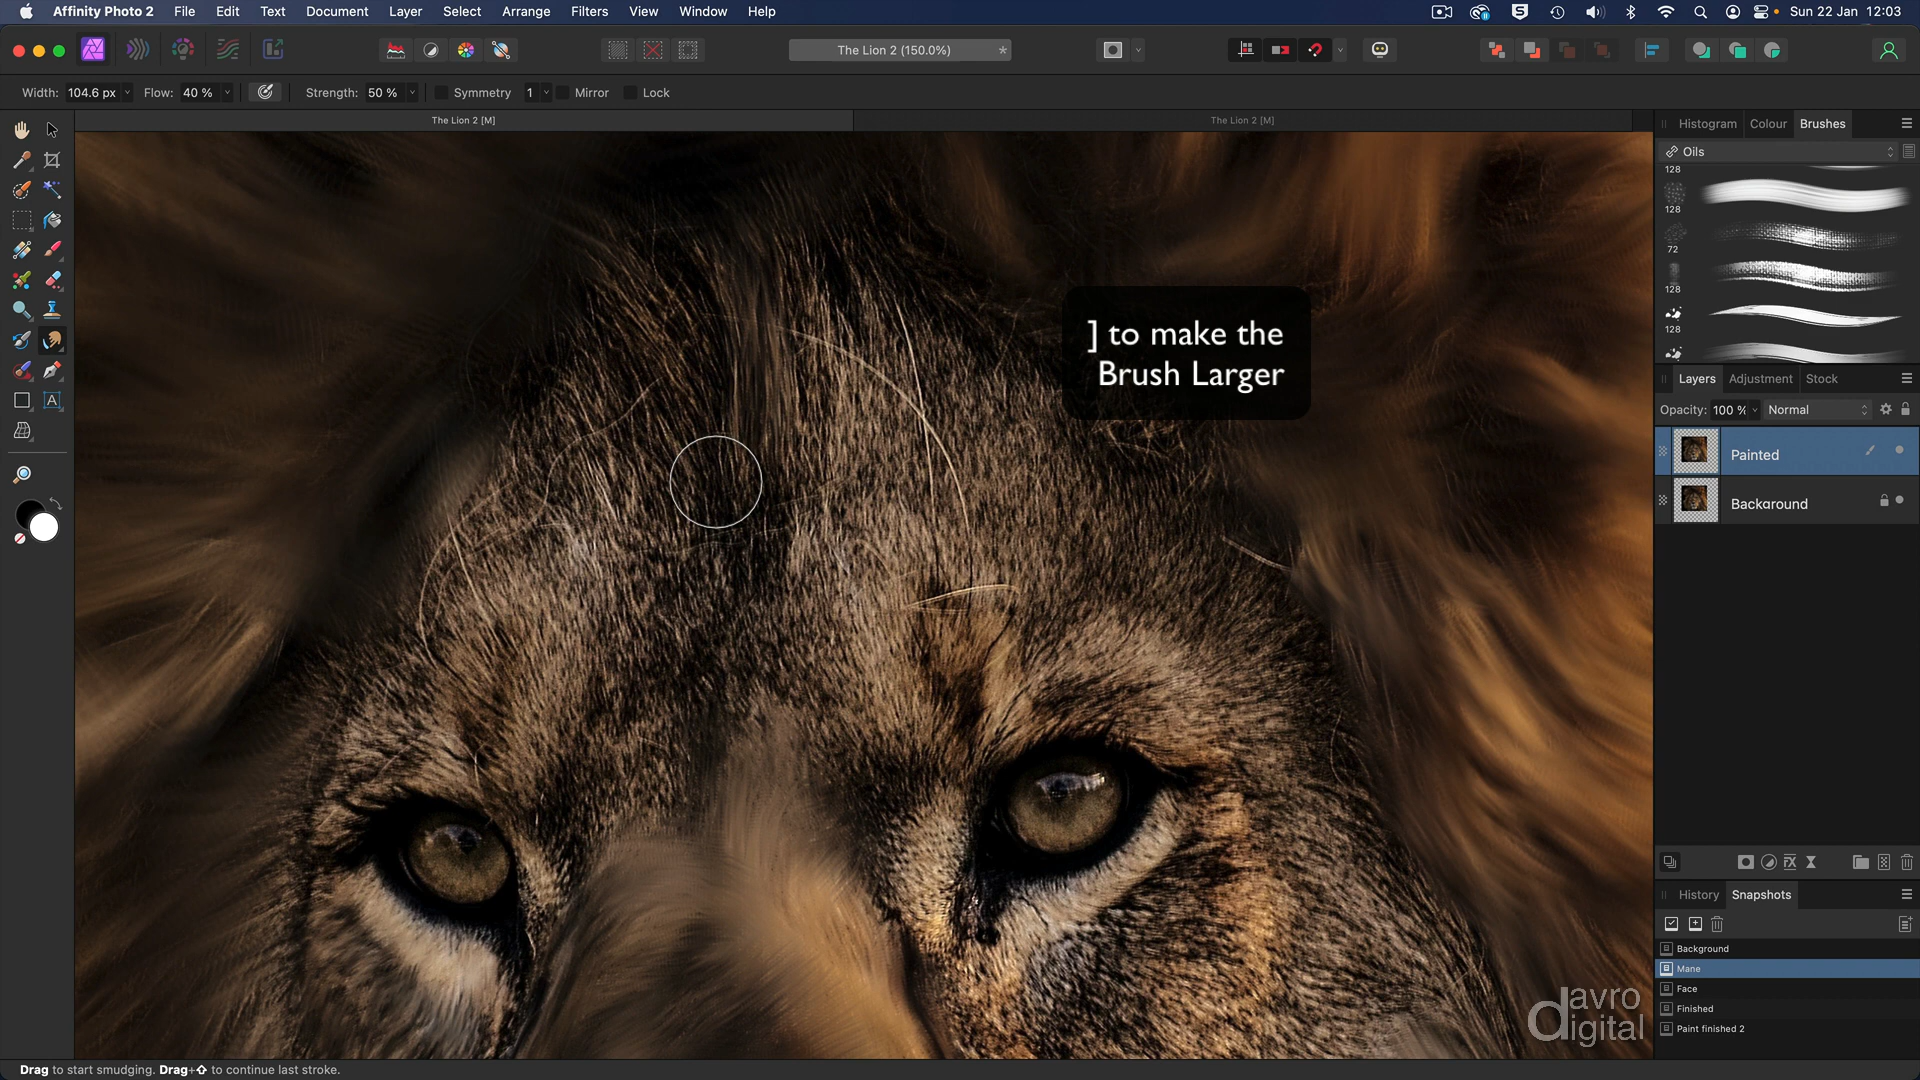 Affinity Photo 2 File Edit Text Document Layer Select Arrange Filters View Window Help Sun 22 Jan 12:03
The Lion 2 (150.0%) *
Width: 104.6 px Flow: 40 % Strength: 50 % Symmetry 1 Mirror Lock
The Lion 2 [M] The Lion 2 [M]
Histogram Colour Brushes
Oils
128
128
72
128
128
] to make the
Brush Larger
Layers Adjustment Stock
Opacity: 100 % Normal
Painted
Background
History Snapshots
Background
Mane
Face
Finished
Paint finished 2
davro
digital
Drag to start smudging. Drag+⇧ to continue last stroke.